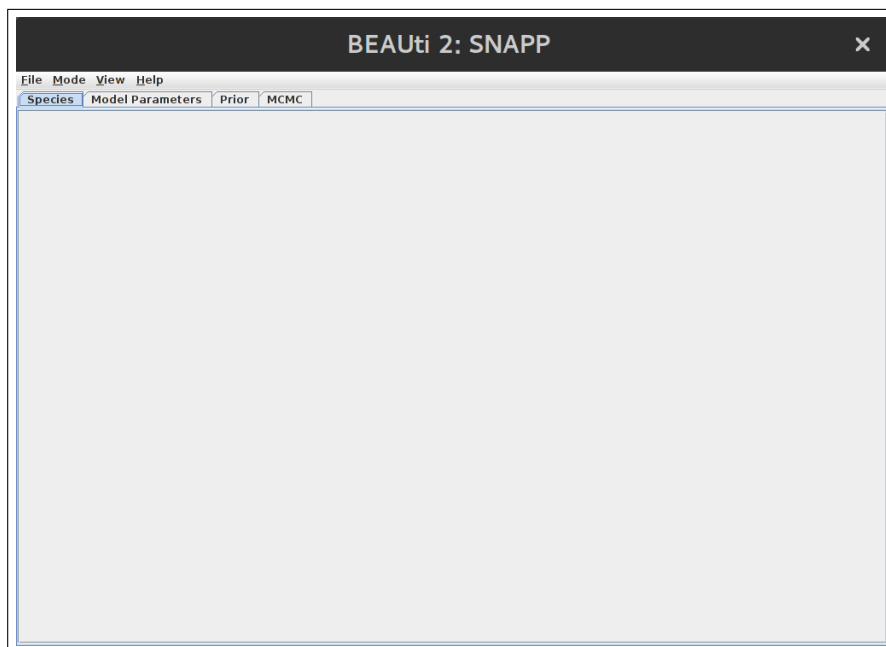 BEAUti 2: SNAPP ×
File Mode View Help
Species Model Parameters Prior MCMC